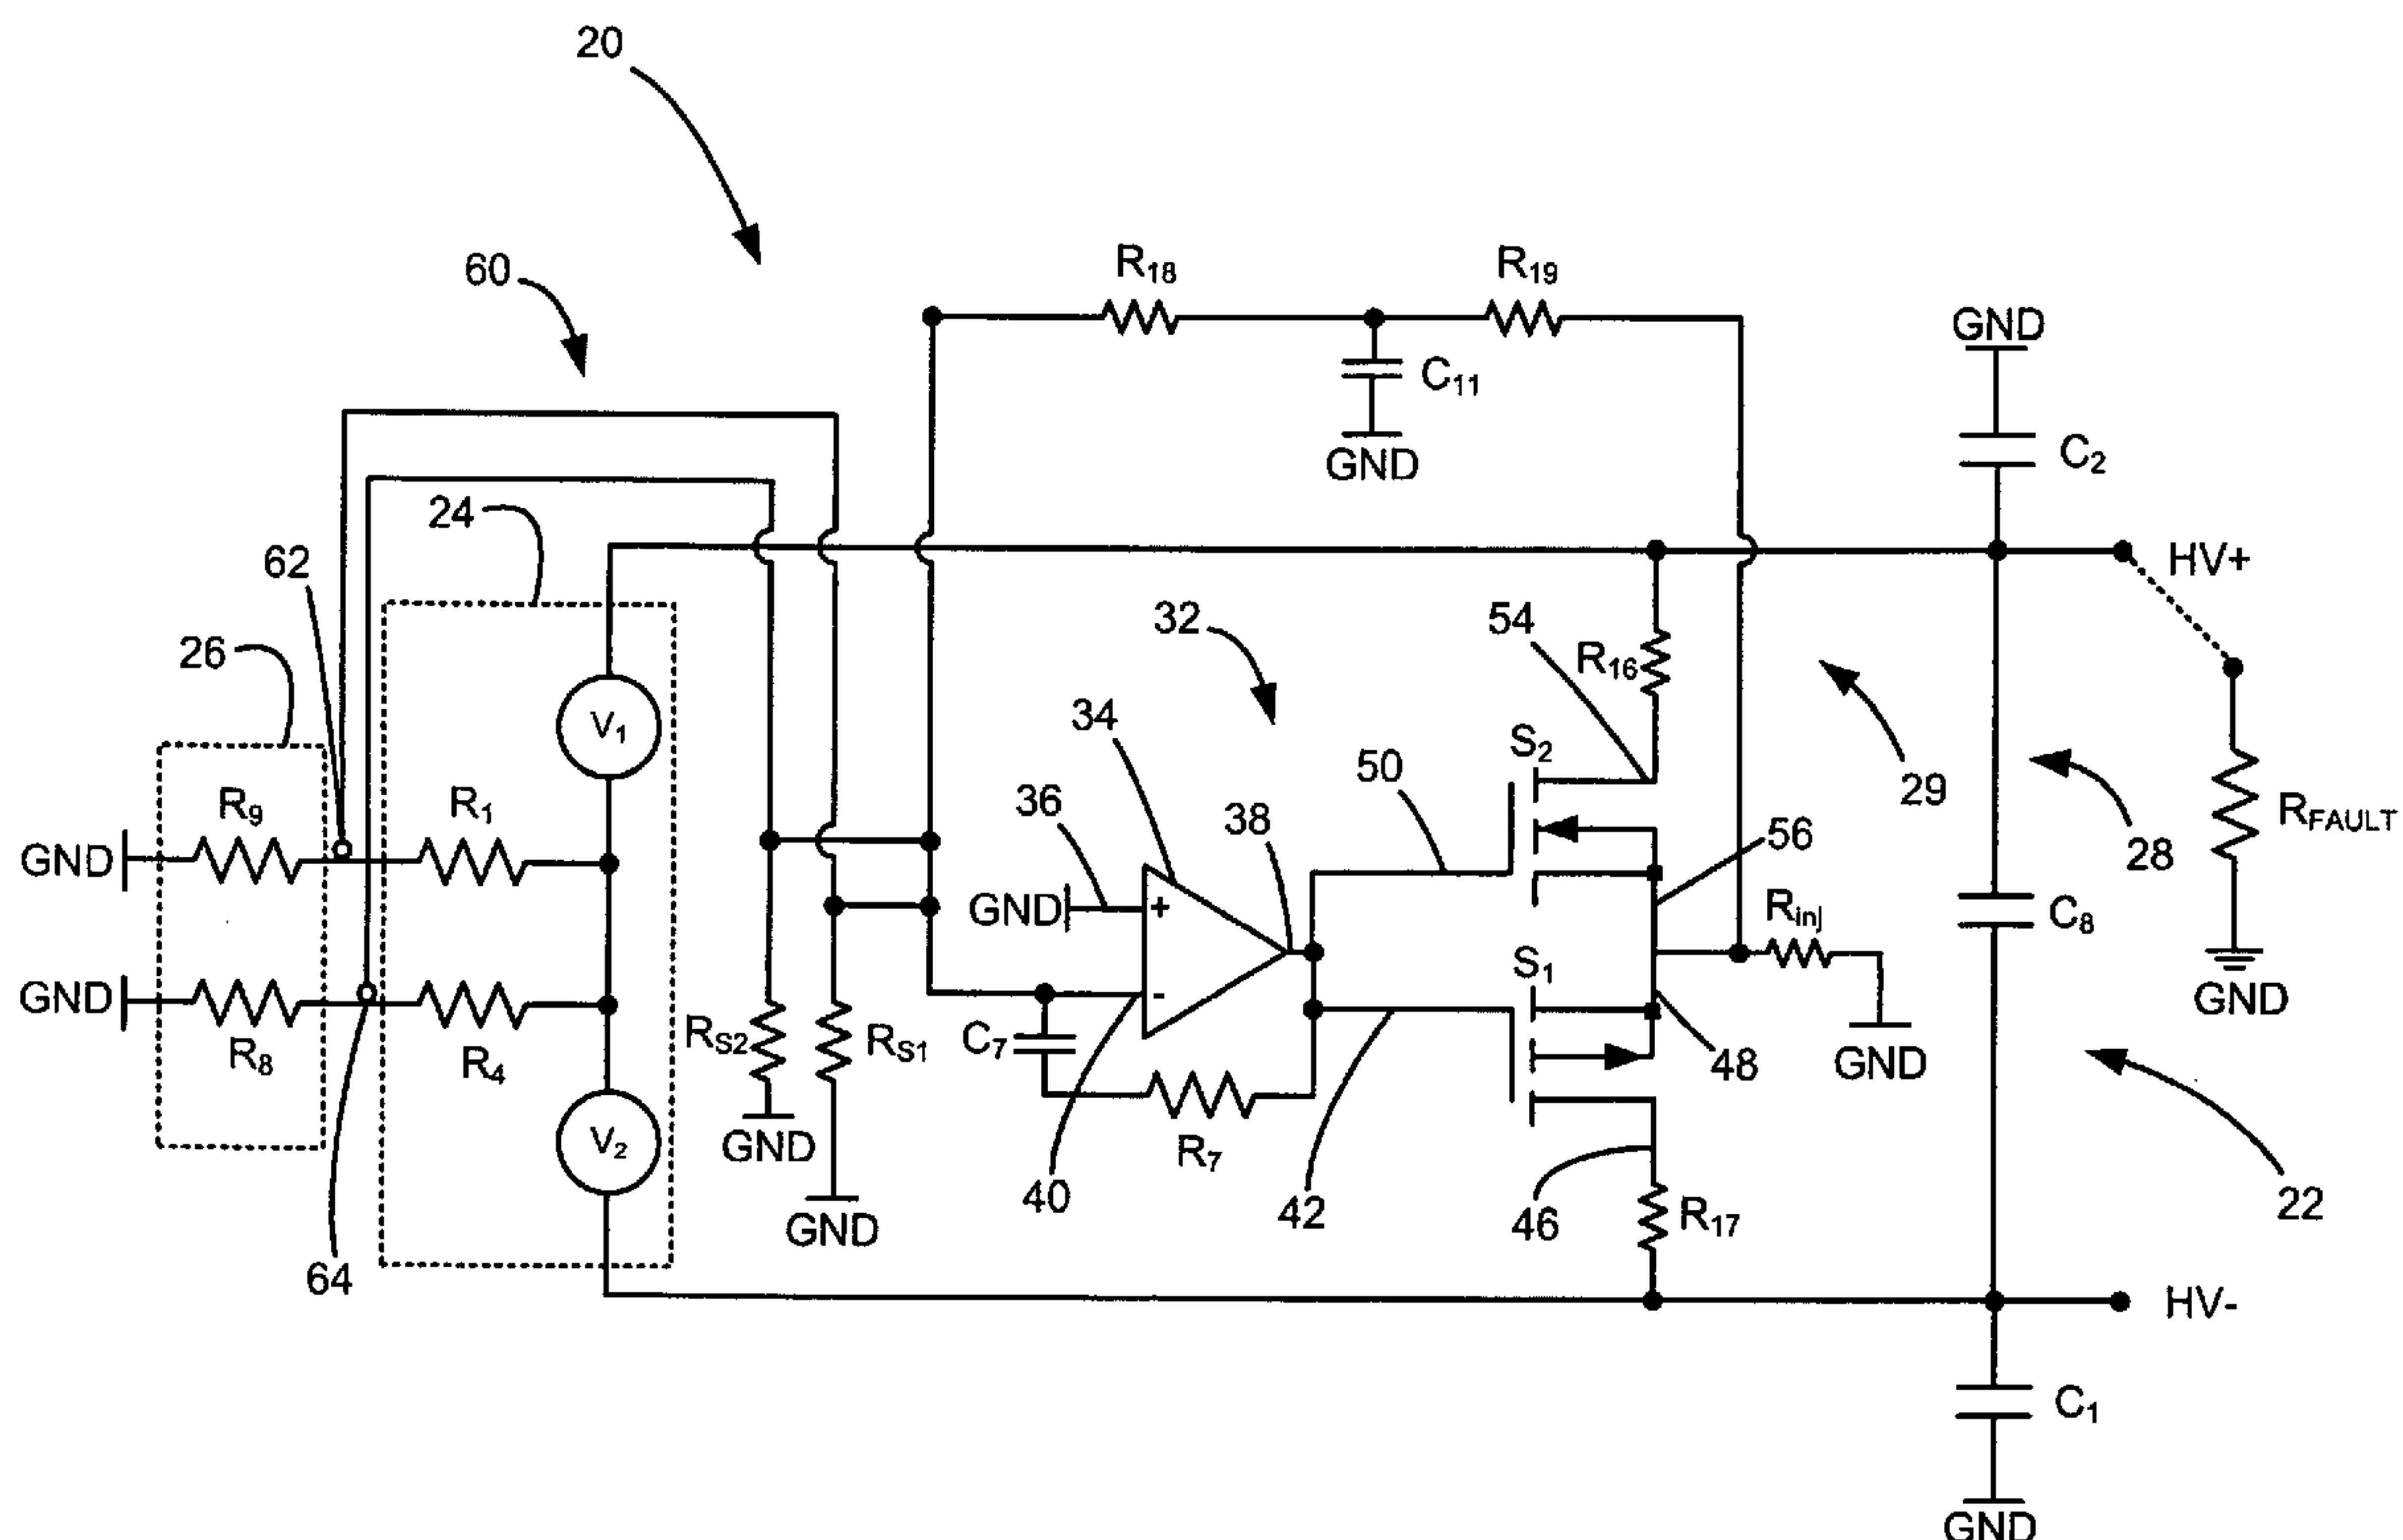 20
60
R18
R19
GND
C11
GND
C2
24
62
HV+
26
32
54
R16
34
S2
V1
50
29
R9
R1
36
38
56
28
RFAULT
GND
GND
+
Rinj
C8
S1
GND
-
RS2
RS1
C7
GND
R8
R4
48
GND
GND
V2
R7
40
42
46
R17
22
GND
64
HV-
C1
GND